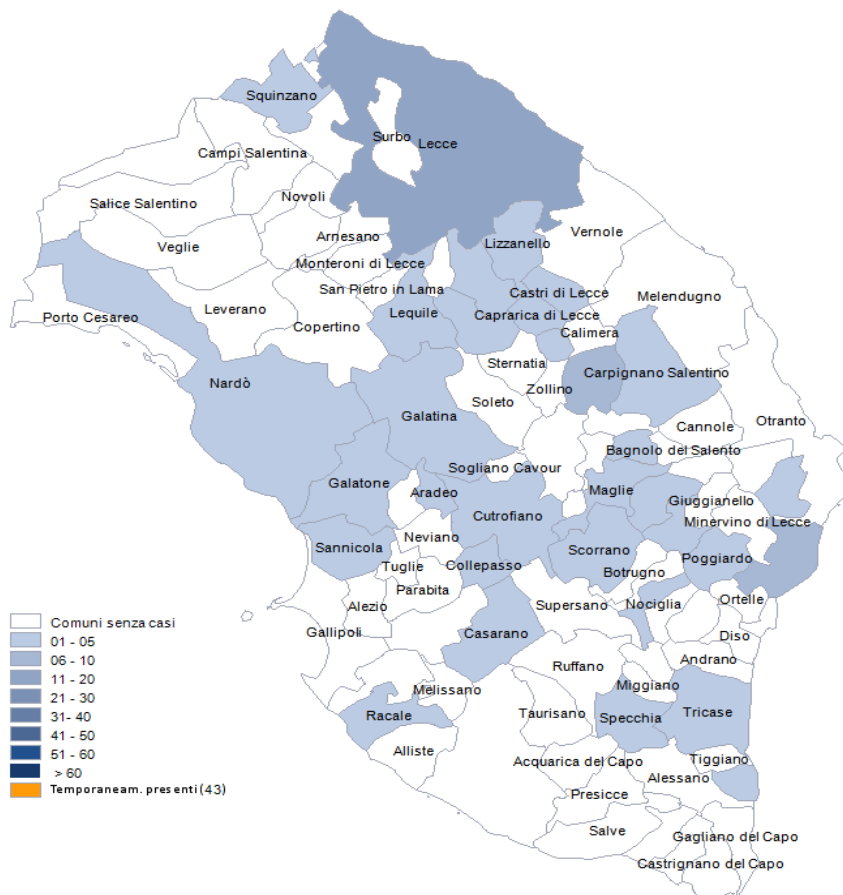 Squinzano
Surbo
Lecce
Campi Salentina
Novoli
Salice Salentino
Arnesano
Vernole
Veglie
Lizzanello
Monteroni di Lecce
San Pietro in Lama
Castri di Lecce
Melendugno
Leverano
Lequile
Caprarica di Lecce
Porto Cesareo
Copertino
Calimera
Sternatia
Carpignano Salentino
Nardò
Zollino
Soleto
Galatina
Cannole
Otranto
Bagnolo del Salento
Sogliano Cavour
Galatone
Aradeo
Maglie
Giuggianello
Cutrofiano
Minervino di Lecce
Neviano
Sannicola
Scorrano
Poggiardo
Tuglie
Collepasso
Botrugno
Parabita
Ortelle
Alezio
Supersano
Nociglia
Gallipoli
Casarano
Diso
Andrano
Ruffano
Melissano
Miggiano
Taurisano
Racale
Specchia
Tricase
Alliste
Acquarica del Capo
Tiggiano
Alessano
Presicce
Salve
Gagliano del Capo
Castrignano del Capo
Comuni senza casi
01 - 05
06 - 10
11 - 20
21 - 30
31- 40
41 - 50
51 - 60
> 60
Temporaneam. presenti (43)